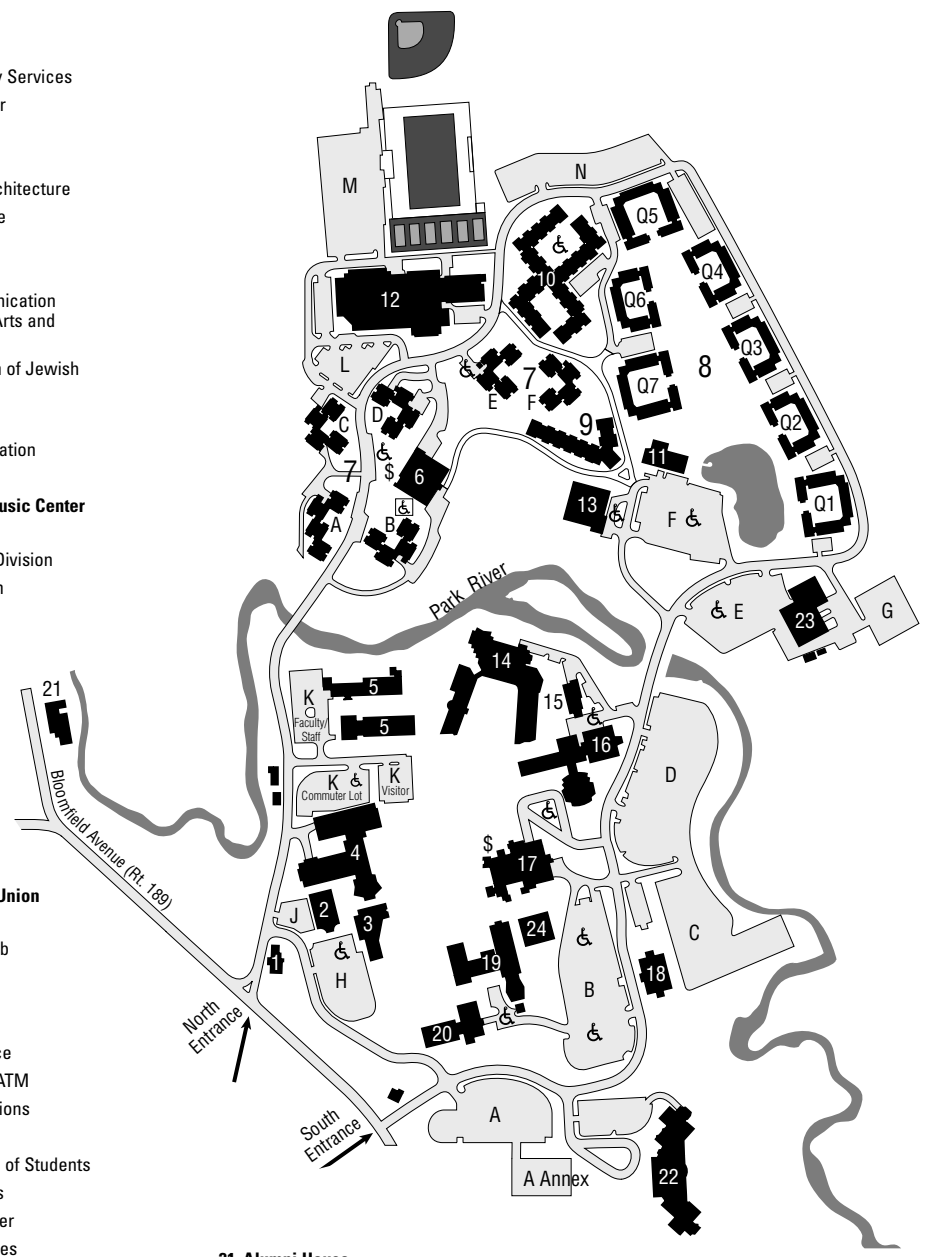 y Services
r
chitecture
e
nication
Arts and
n of Jewish
ation
usic Center
Division
n
Union
b
ce
ATM
ions
of Students
s
er
es
21 Alumni House
M
N
Q5
10
Q4
12
Q6
Q3
L
7
8
E
F
Q7
D
C
9
Q2
7
$
6
11
Q1
A
B
13
F
Park River
E
23
G
14
21
K
5
15
Faculty/
Staff
5
16
K
K
D
Commuter Lot
Visitor
Bloomfield Avenue (Rt. 189)
4
$
17
J
2
3
24
C
1
H
19
B
18
20
North
Entrance
A
South
Entrance
A Annex
22